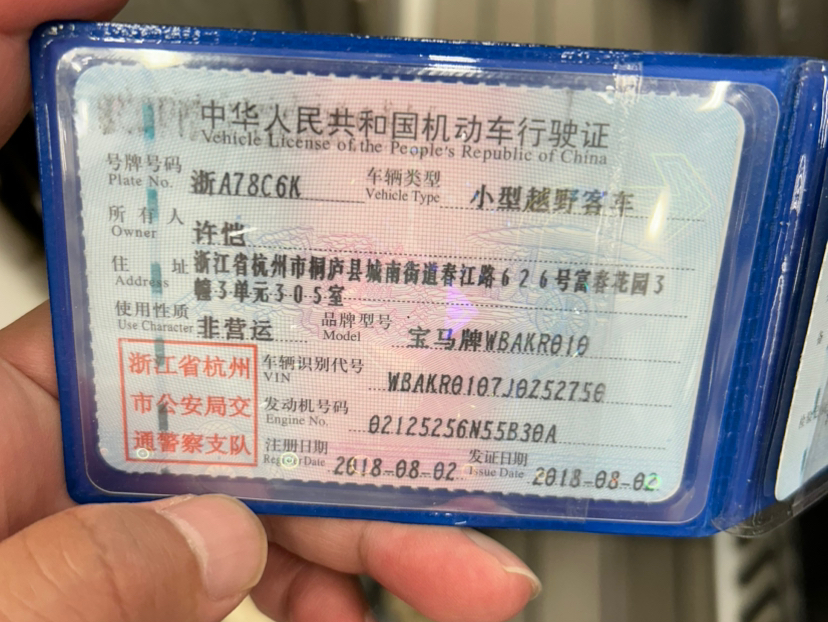 中华人民共和国机动车行驶证
Vehicle License of the People's Republic of China
号牌号码 Plate No. 浙A78C6K 车辆类型 Vehicle Type 小型越野客车
所有人 Owner 许恺
住址 Address 浙江省杭州市桐庐县城南街道春江路626号富春花园3
幢3单元305室
使用性质 Use Character 非营运 品牌型号 Model 宝马牌WBAKR010
浙江省杭州
市公安局交
通警察支队
车辆识别代号 VIN WBAKR0107J0Z52750
发动机号码 Engine No. 02125256N55B30A
注册日期 Register Date 2018-08-02 发证日期 Issue Date 2018-08-02